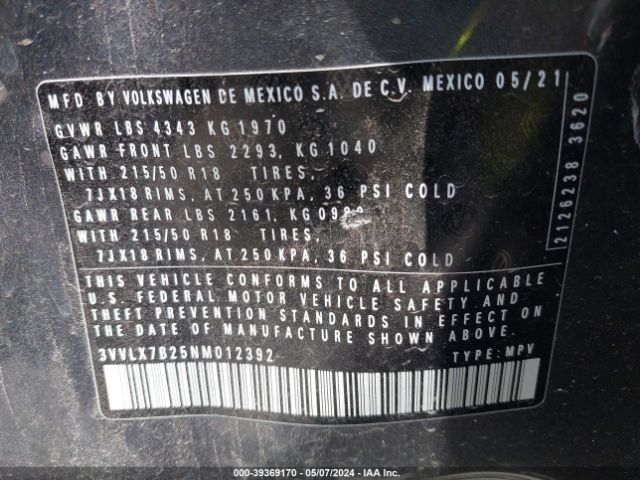 MFD BY VOLKSWAGEN DE MEXICO S.A. DE C.V. MEXICO 05/21
GVWR LBS 4343 KG 1970
GAWR FRONT LBS 2293, KG 1040
WITH 215/50 R18 TIRES,
7JX18 RIMS, AT 250 KPA, 36 PSI COLD
GAWR REAR LBS 2161, KG
WITH 215/50 R18 TIRES,
7JX18 RIMS, AT 250 KPA, 36 PSI COLD
2126238 3620
THIS VEHICLE CONFORMS TO ALL APPLICABLE
U.S. FEDERAL MOTOR VEHICLE SAFETY AND
THEFT PREVENTION STANDARDS IN EFFECT ON
THE DATE OF MANUFACTURE SHOWN ABOVE.
3VVLX7B25NM012392 TYPE: MPV
000-39369170 - 05/07/2024 - IAA Inc.